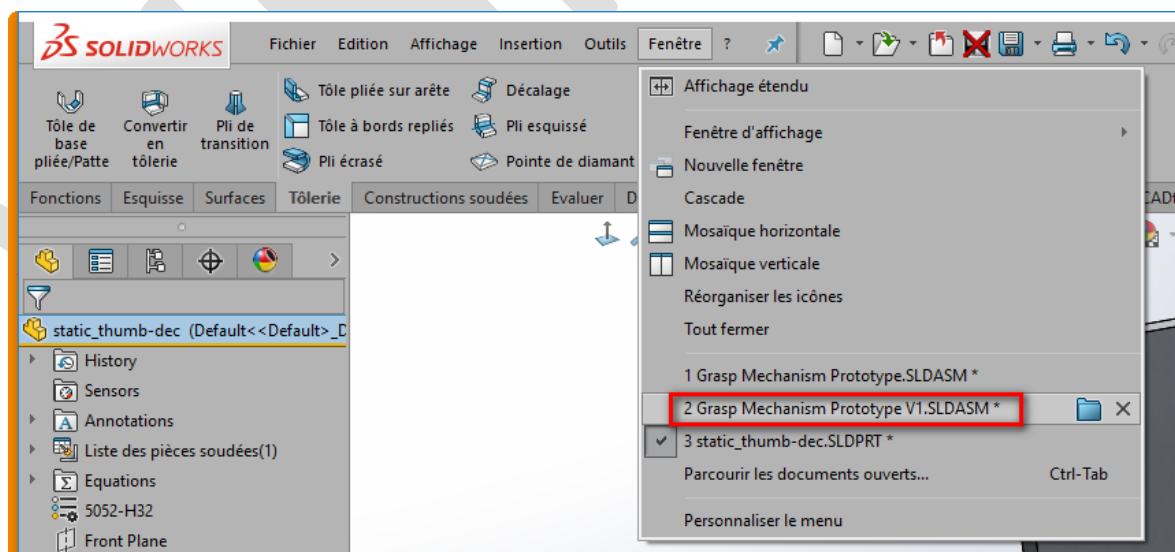 SOLIDWORKS
Fichier Edition Affichage Insertion Outils Fenêtre ?
Tôle de base pliée/Patte
Convertir en tôlerie
Pli de transition
Tôle pliée sur arête
Tôle à bords repliés
Pli écrasé
Décalage
Pli esquissé
Pointe de diamant
Fonctions Esquisse Surfaces Tôlerie Constructions soudées Evaluer
static_thumb-dec (Default<<Default>_D
History
Sensors
Annotations
Liste des pièces soudées(1)
Equations
5052-H32
Front Plane
Affichage étendu
Fenêtre d'affichage
Nouvelle fenêtre
Cascade
Mosaïque horizontale
Mosaïque verticale
Réorganiser les icônes
Tout fermer
1 Grasp Mechanism Prototype.SLDASM *
2 Grasp Mechanism Prototype V1.SLDASM *
3 static_thumb-dec.SLDPRT *
Parcourir les documents ouverts... Ctrl-Tab
Personnaliser le menu